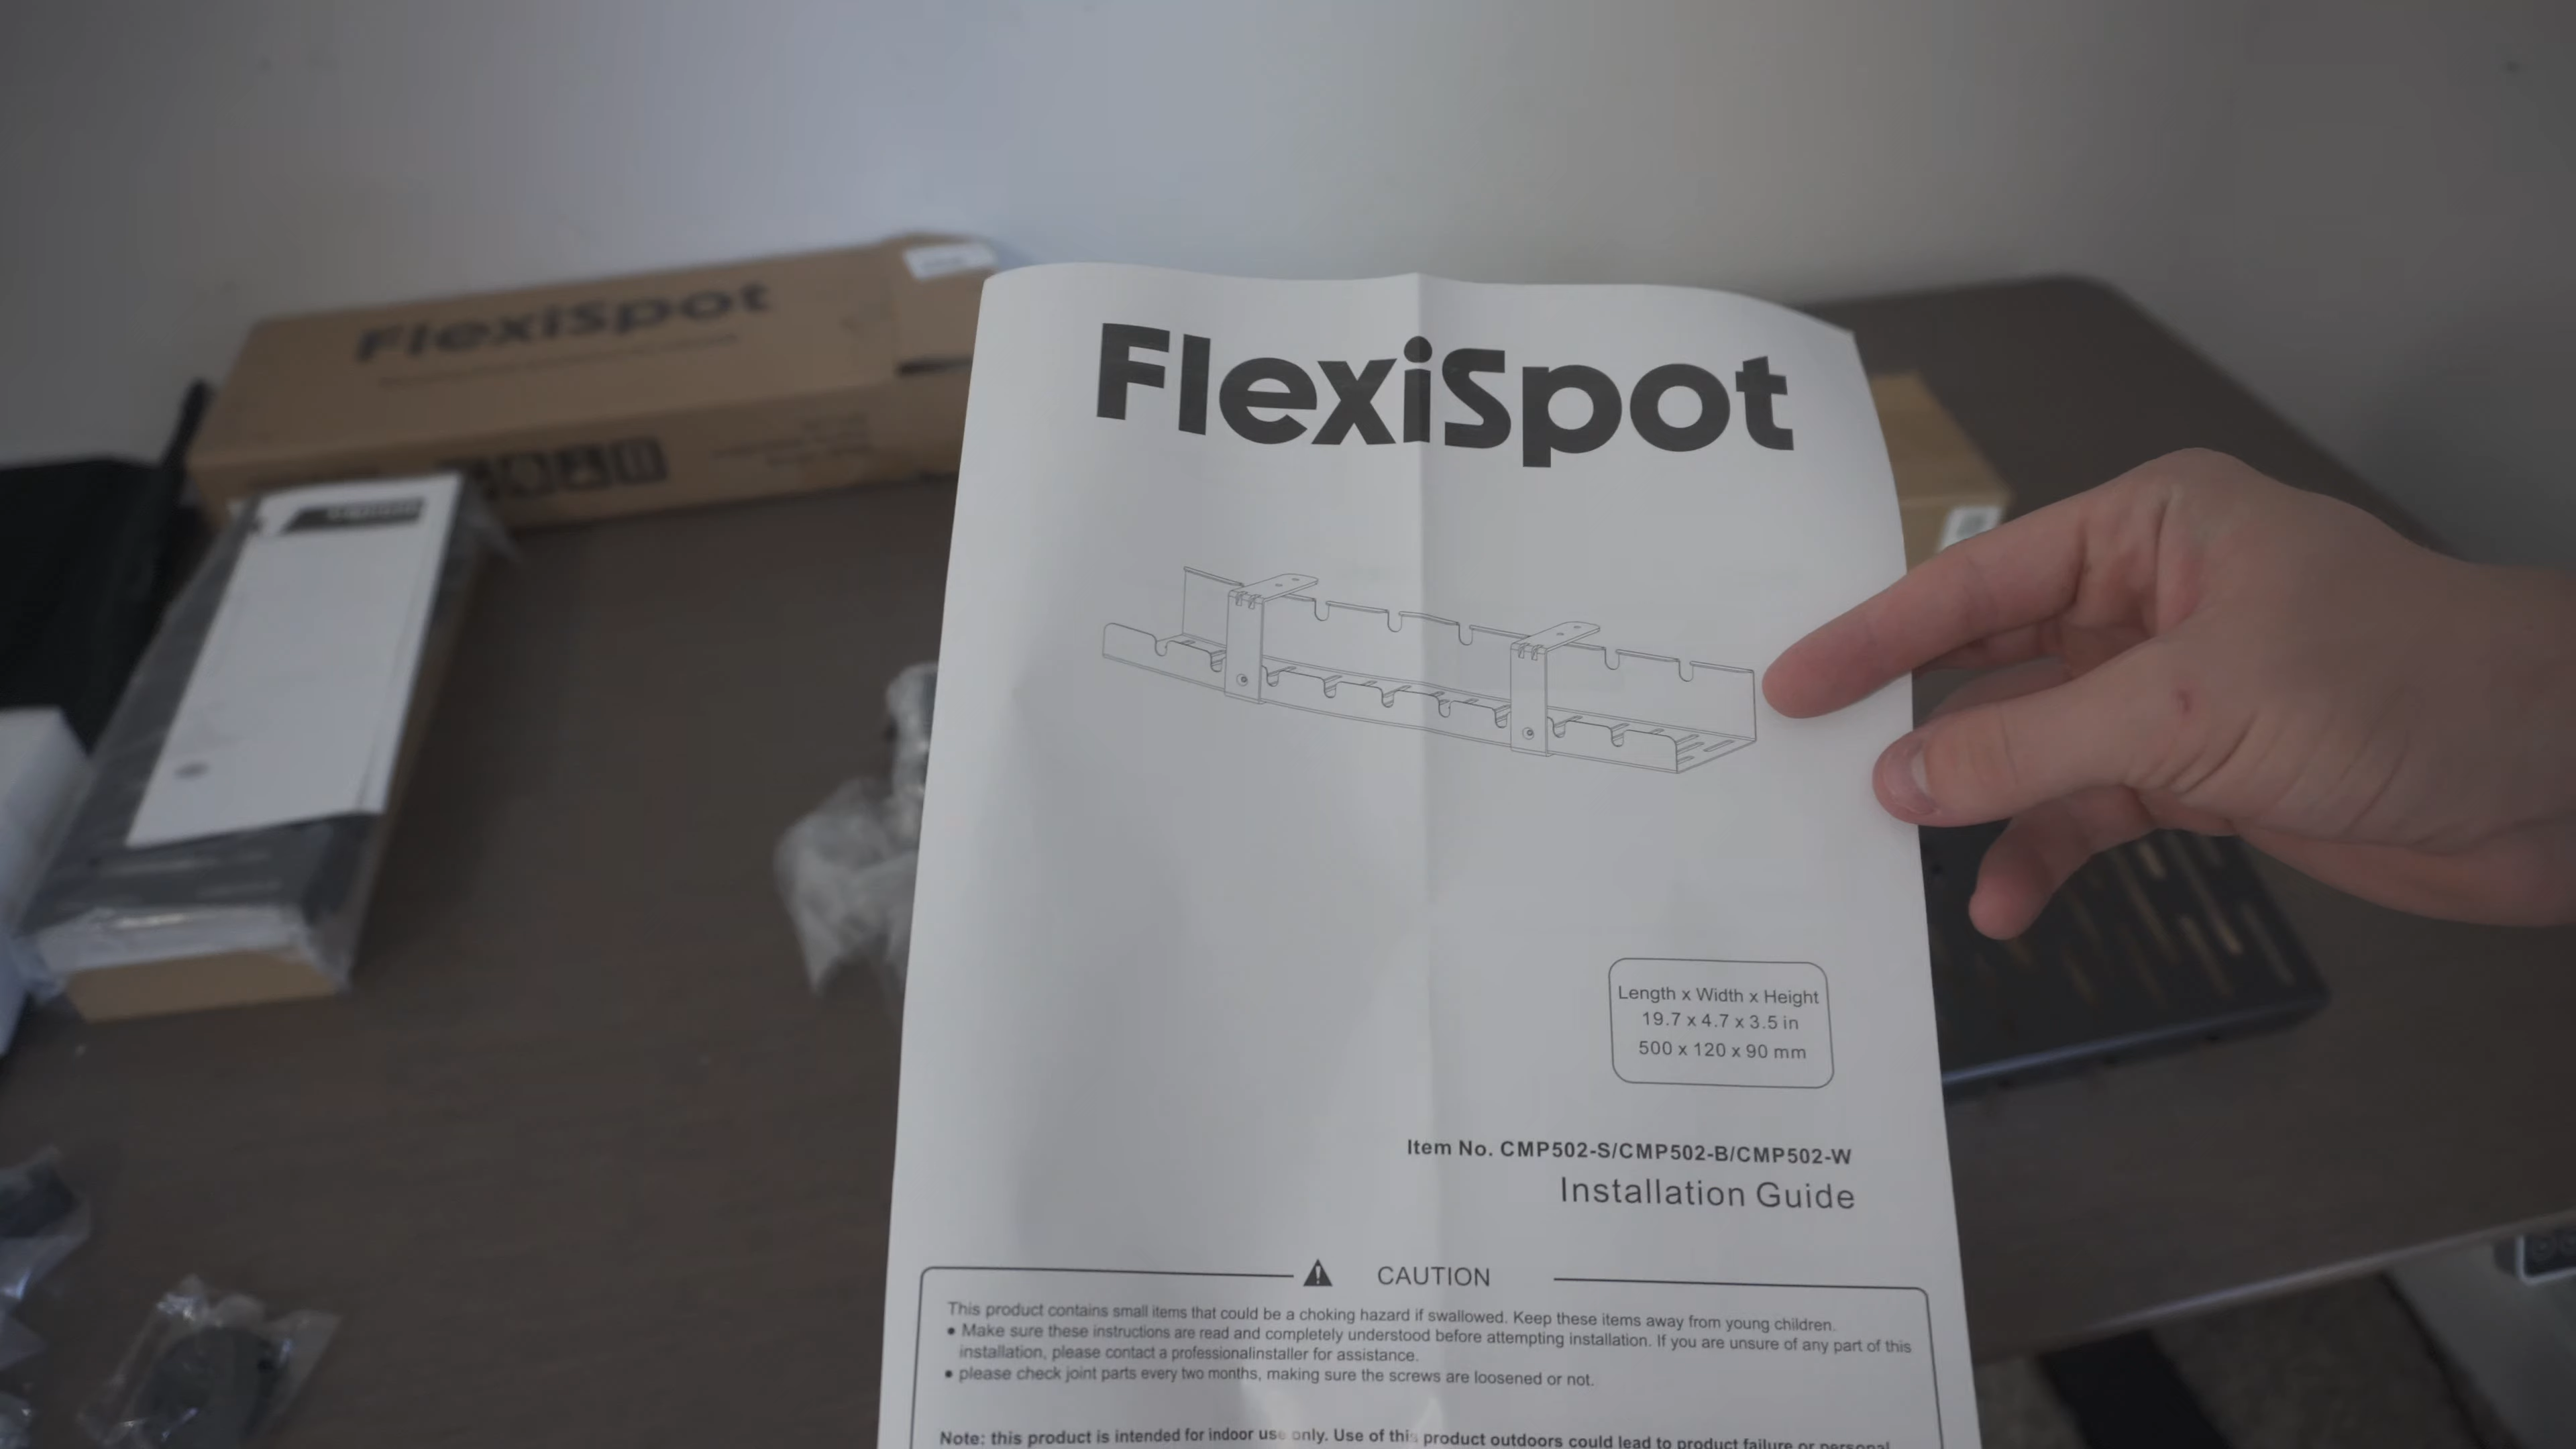 FlexiSpot
FlexiSpot
Length x Width x Height
19.7 x 4.7 x 3.5 in
500 x 120 x 90 mm
Item No. CMP502-S/CMP502-B/CMP502-W
Installation Guide
CAUTION
This product contains small items that could be a choking hazard if swallowed. Keep these items away from young children.
• Make sure these instructions are read and completely understood before attempting installation. If you are unsure of any part of this
installation, please contact a professionalinstaller for assistance.
• please check joint parts every two months, making sure the screws are loosened or not.
Note: this product is intended for indoor use only. Use of this product outdoors could lead to product failure or personal